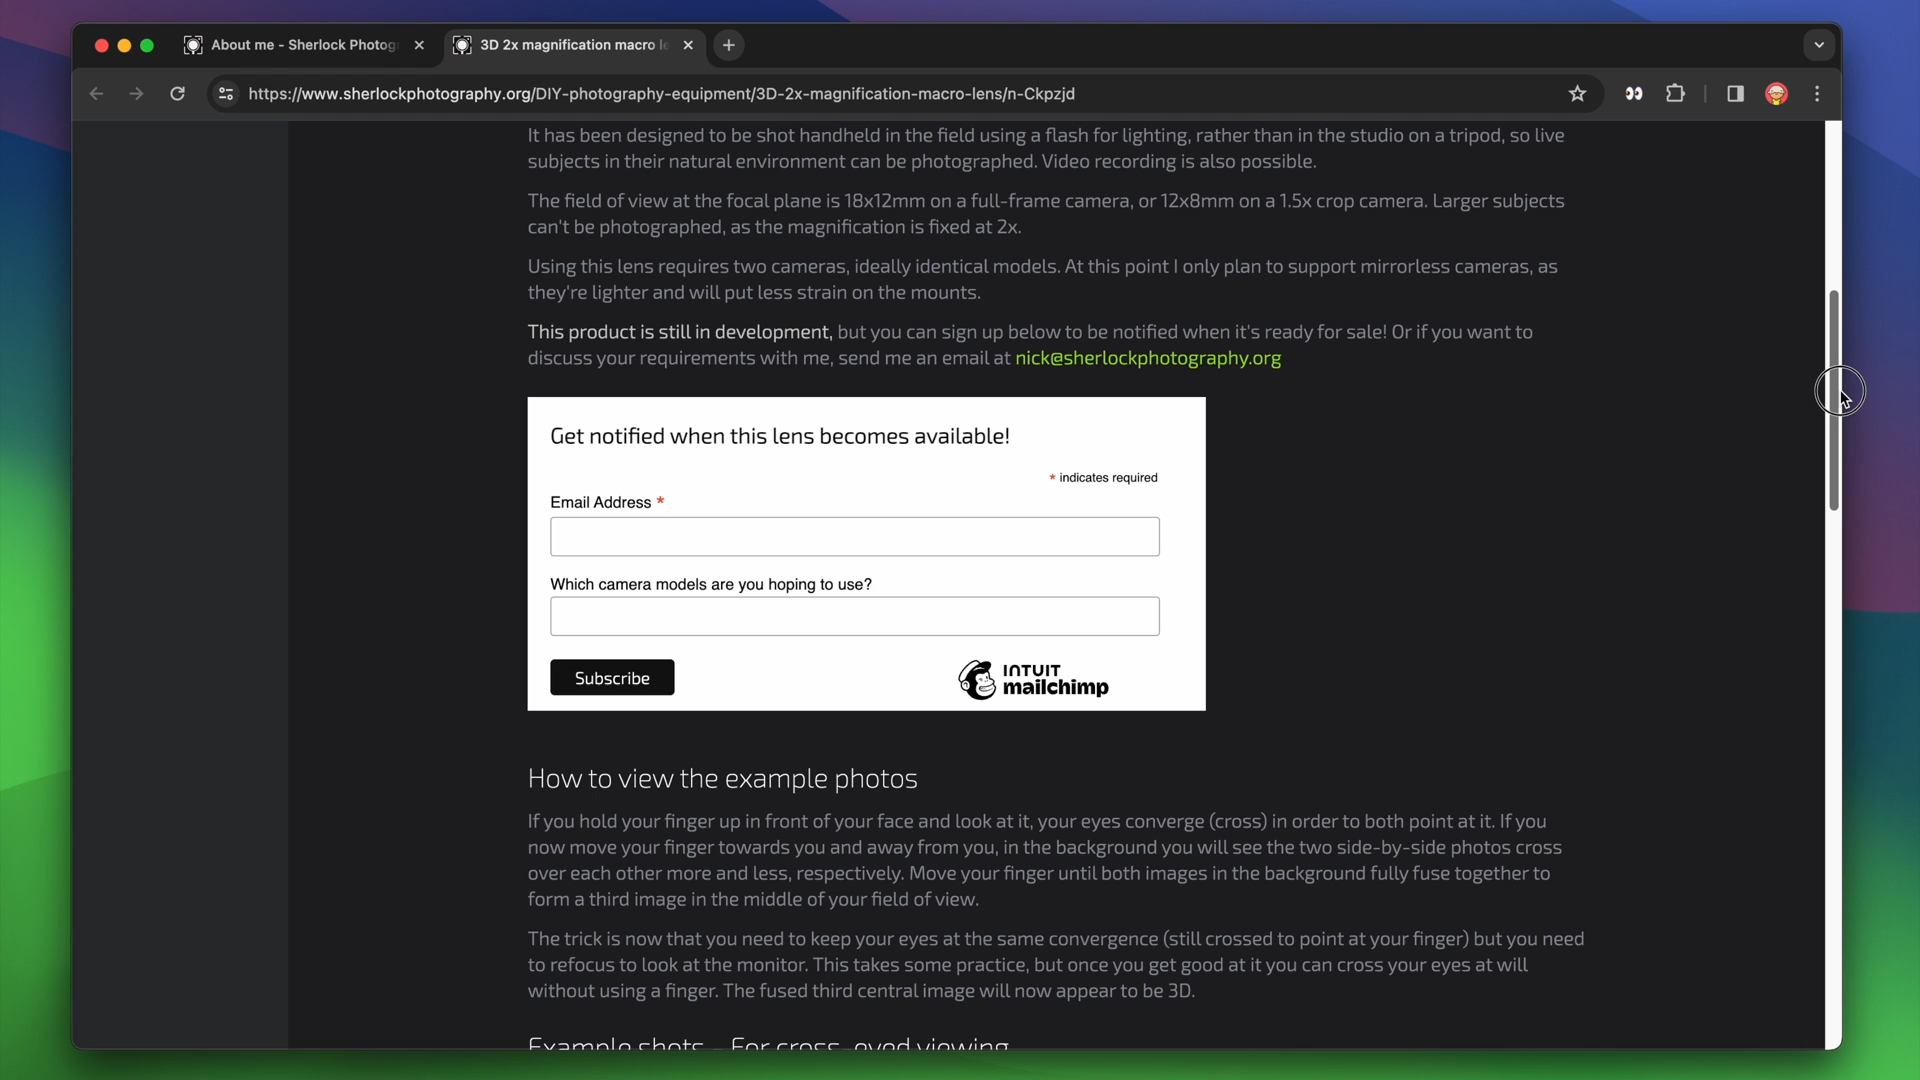 About me - Sherlock Photog
3D 2x magnification macro le
https://www.sherlockphotography.org/DIY-photography-equipment/3D-2x-magnification-macro-lens/n-Ckpzjd
It has been designed to be shot handheld in the field using a flash for lighting, rather than in the studio on a tripod, so live
subjects in their natural environment can be photographed. Video recording is also possible.
The field of view at the focal plane is 18x12mm on a full-frame camera, or 12x8mm on a 1.5x crop camera. Larger subjects
can't be photographed, as the magnification is fixed at 2x.
Using this lens requires two cameras, ideally identical models. At this point I only plan to support mirrorless cameras, as
they're lighter and will put less strain on the mounts.
This product is still in development, but you can sign up below to be notified when it's ready for sale! Or if you want to
discuss your requirements with me, send me an email at nick@sherlockphotography.org
Get notified when this lens becomes available!
* indicates required
Email Address *
Which camera models are you hoping to use?
Subscribe
INTUIT
mailchimp
How to view the example photos
If you hold your finger up in front of your face and look at it, your eyes converge (cross) in order to both point at it. If you
now move your finger towards you and away from you, in the background you will see the two side-by-side photos cross
over each other more and less, respectively. Move your finger until both images in the background fully fuse together to
form a third image in the middle of your field of view.
The trick is now that you need to keep your eyes at the same convergence (still crossed to point at your finger) but you need
to refocus to look at the monitor. This takes some practice, but once you get good at it you can cross your eyes at will
without using a finger. The fused third central image will now appear to be 3D.
Example shots - For cross-eyed viewing